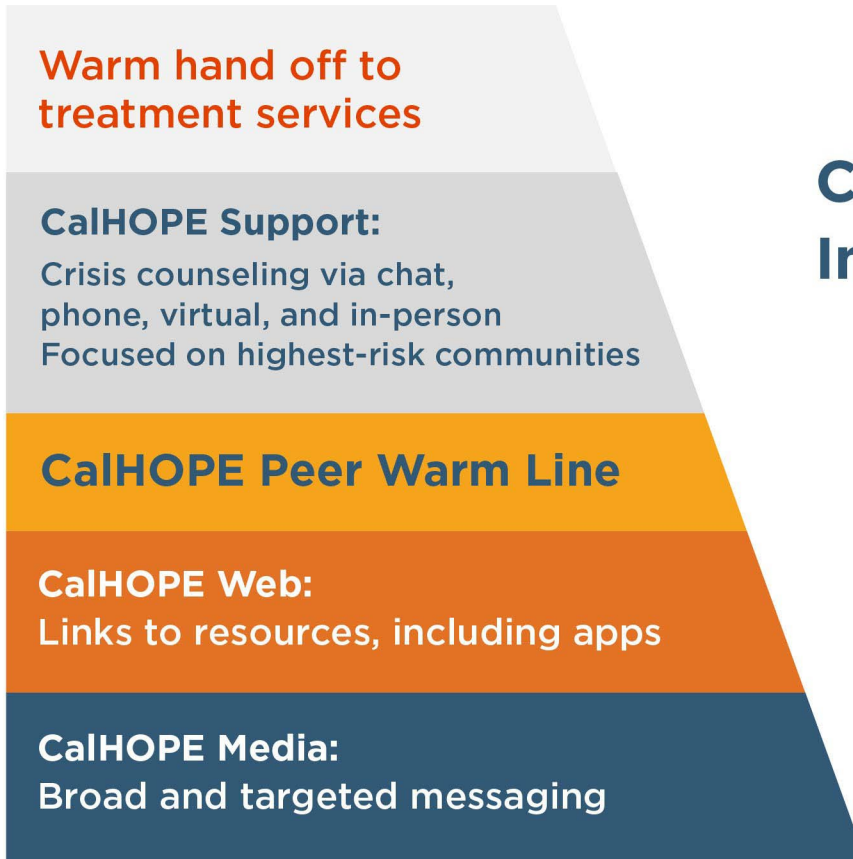 Warm hand off to
treatment services
CalHOPE Support:
Crisis counseling via chat,
phone, virtual, and in-person
Focused on highest-risk communities
CalHOPE Peer Warm Line
CalHOPE Web:
Links to resources, including apps
CalHOPE Media:
Broad and targeted messaging